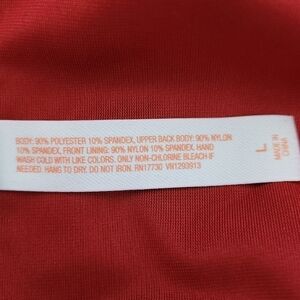 BODY: 90% POLYESTER 10% SPANDEX, UPPER BACK BODY: 90% NYLON
10% SPANDEX, FRONT LINING: 90% NYLON 10% SPANDEX. HAND
WASH COLD WITH LIKE COLORS. ONLY NON-CHLORINE BLEACH IF
NEEDED. HANG TO DRY. DO NOT IRON. RN17730 VN1293913
L
MADE IN
CHINA